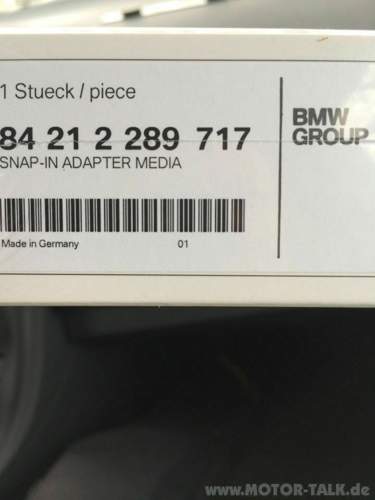 1 Stueck / piece
84 21 2 289 717
SNAP-IN ADAPTER MEDIA
Made in Germany 01
BMW
GROUP
www.MOTOR-TALK.de